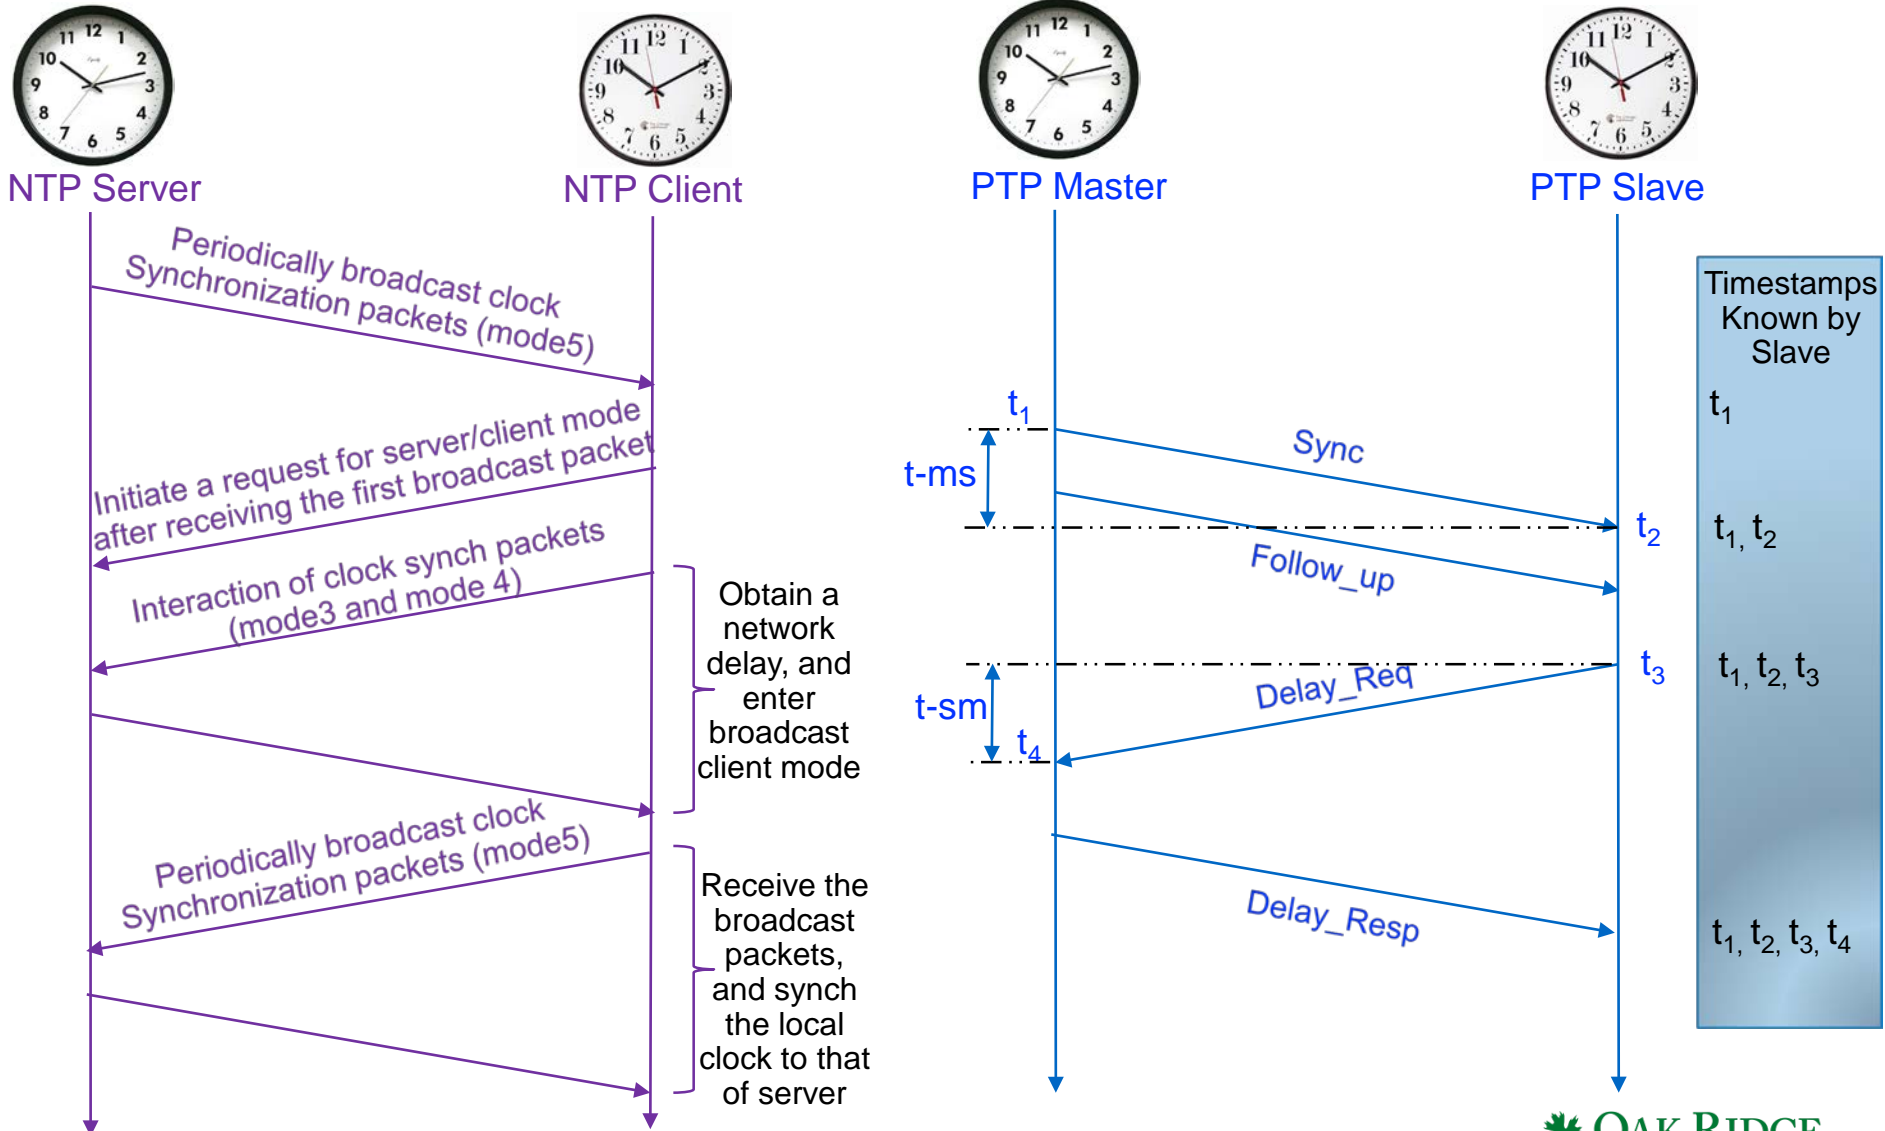 NTP Server
NTP Client
Periodically broadcast clock
Synchronization packets (mode5)
Initiate a request for server/client mode
after receiving the first broadcast packet
Interaction of clock synch packets
(mode3 and mode 4)
Obtain a
network
delay, and
enter
broadcast
client mode
Periodically broadcast clock
Synchronization packets (mode5)
Receive the
broadcast
packets,
and synch
the local
clock to that
of server
PTP Master
PTP Slave
t1
Sync
t-ms
t2
Follow_up
t3
Delay_Req
t-sm
t4
Delay_Resp
Timestamps
Known by
Slave
t1
t1, t2
t1, t2, t3
t1, t2, t3, t4
OAK RIDGE